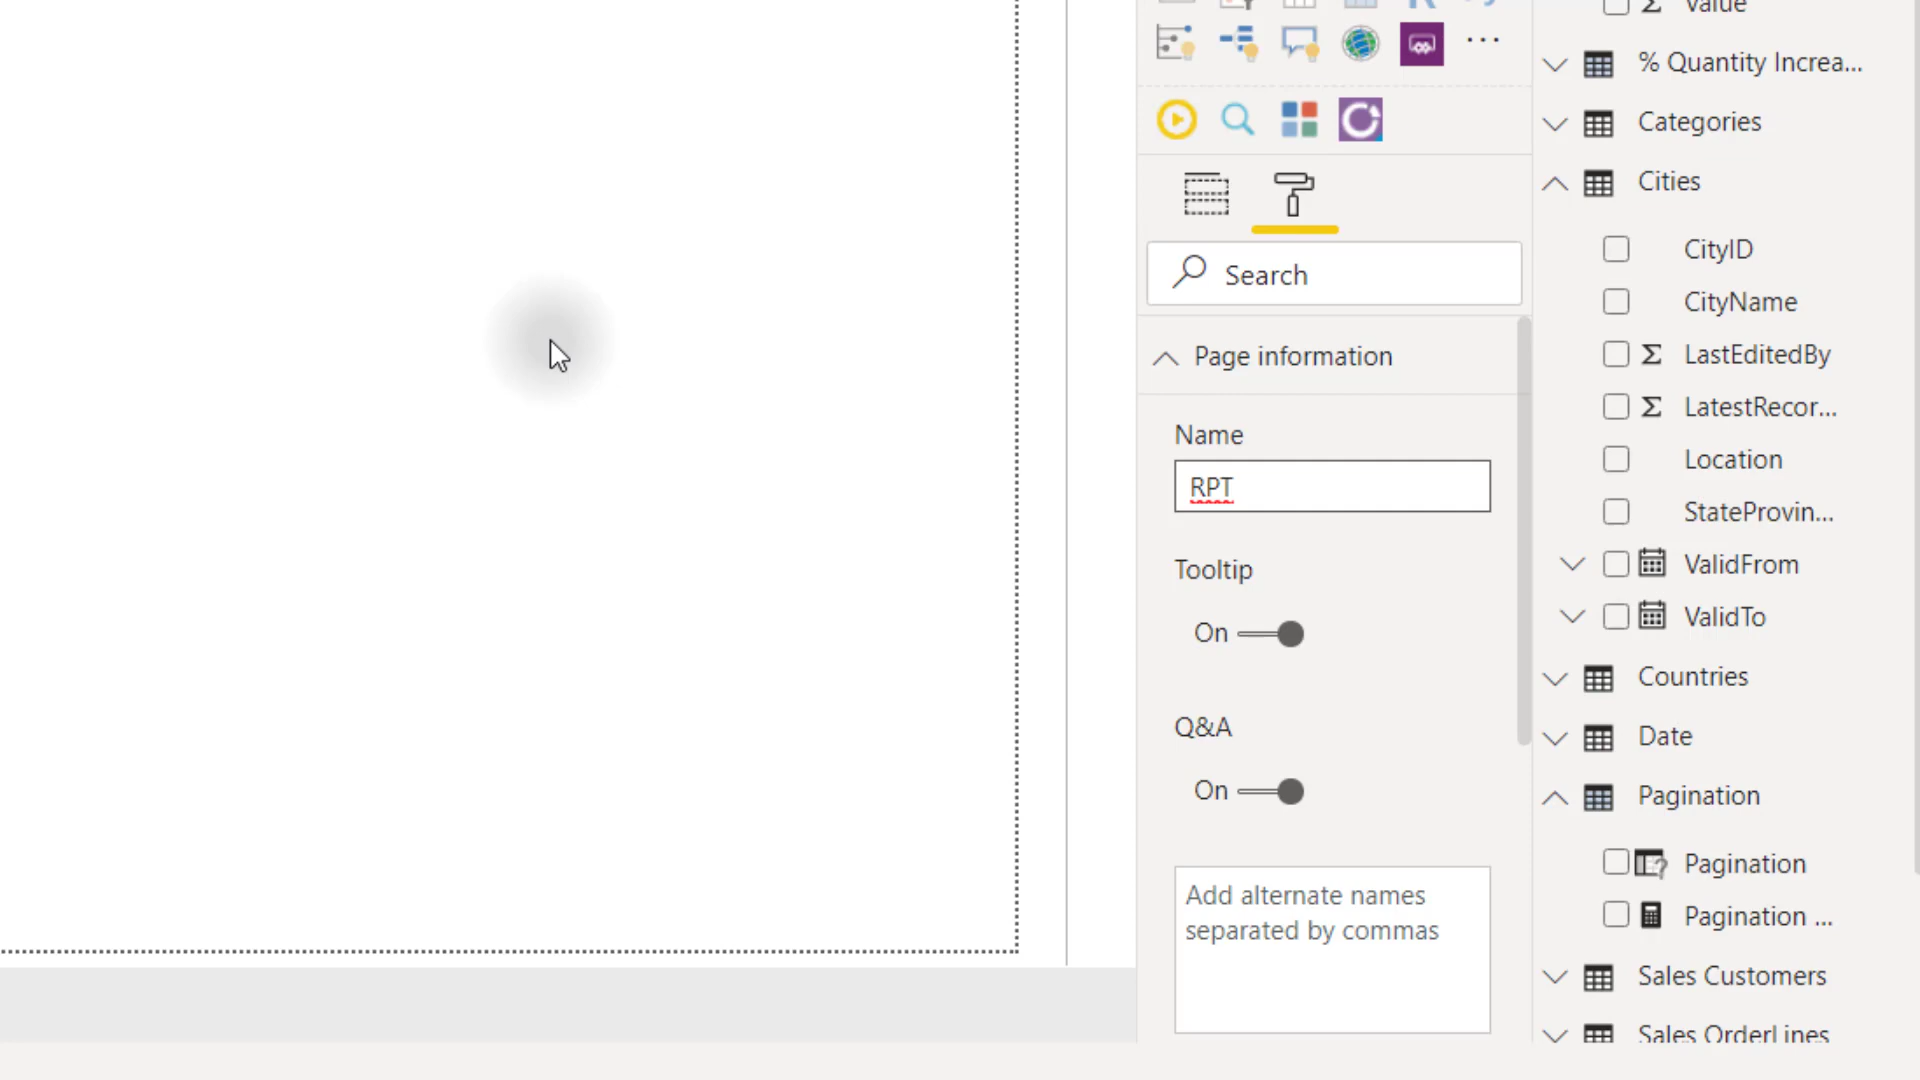 Value
% Quantity Increa...
Categories
Cities
CityID
CityName
LastEditedBy
LatestRecor...
Location
StateProvin...
ValidFrom
ValidTo
Countries
Date
Pagination
Pagination
Pagination ...
Sales Customers
Sales OrderLines
Search
Page information
Name
RPT
Tooltip
On
Q&A
On
Add alternate names
separated by commas